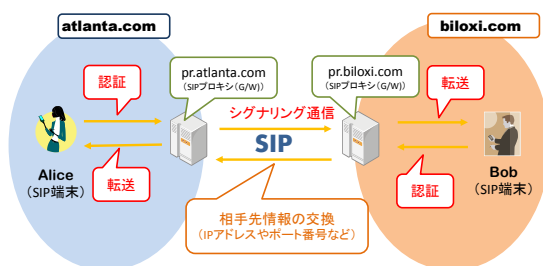 atlanta.com
biloxi.com
pr.atlanta.com
(SIPプロキシ(G/W))
pr.biloxi.com
(SIPプロキシ(G/W))
認証
転送
シグナリング通信
SIP
Alice
(SIP端末)
転送
認証
Bob
(SIP端末)
相手先情報の交換
(IPアドレスやポート番号など)